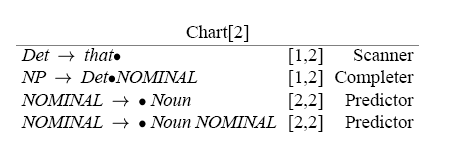 Chart[2]
Det → that• [1,2] Scanner
NP → Det•NOMINAL [1,2] Completer
NOMINAL → • Noun [2,2] Predictor
NOMINAL → • Noun NOMINAL [2,2] Predictor